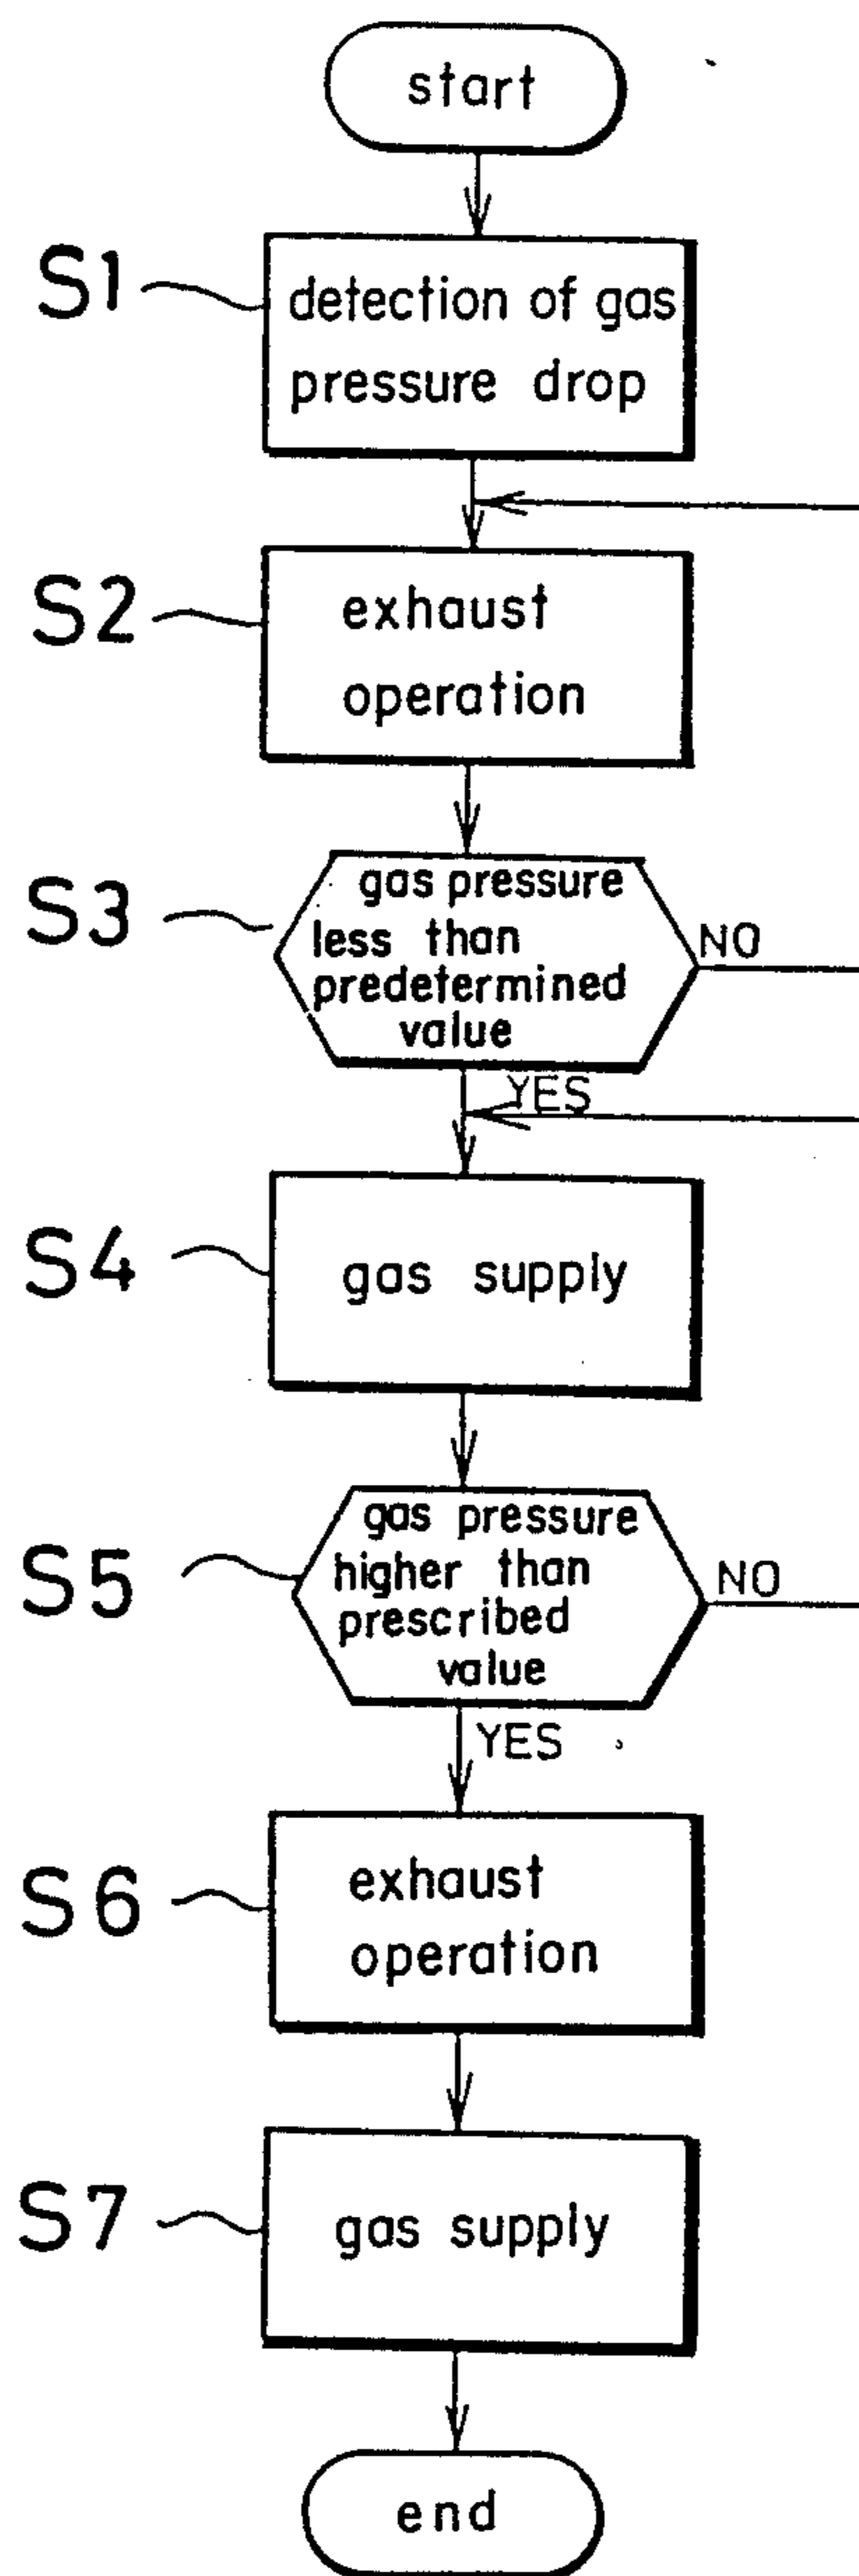 start
S1
detection of gas
pressure drop
S2
exhaust
operation
S3
gas pressure
less than
predetermined
value
NO
YES
S4
gas supply
S5
gas pressure
higher than
prescribed
value
NO
YES
S6
exhaust
operation
S7
gas supply
end